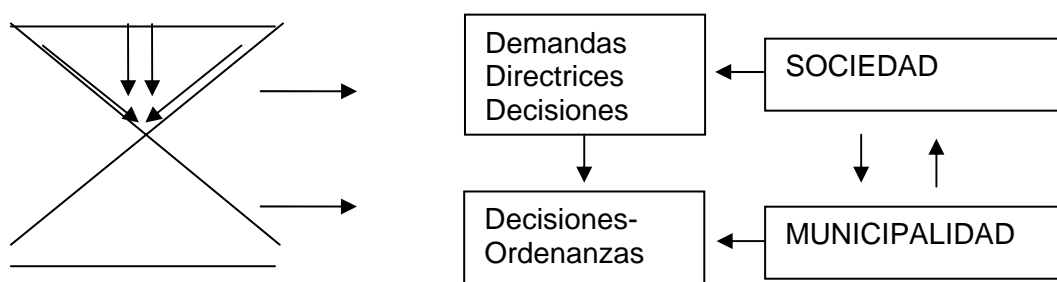 Demandas
Directrices
Decisiones
SOCIEDAD
Decisiones-
Ordenanzas
MUNICIPALIDAD